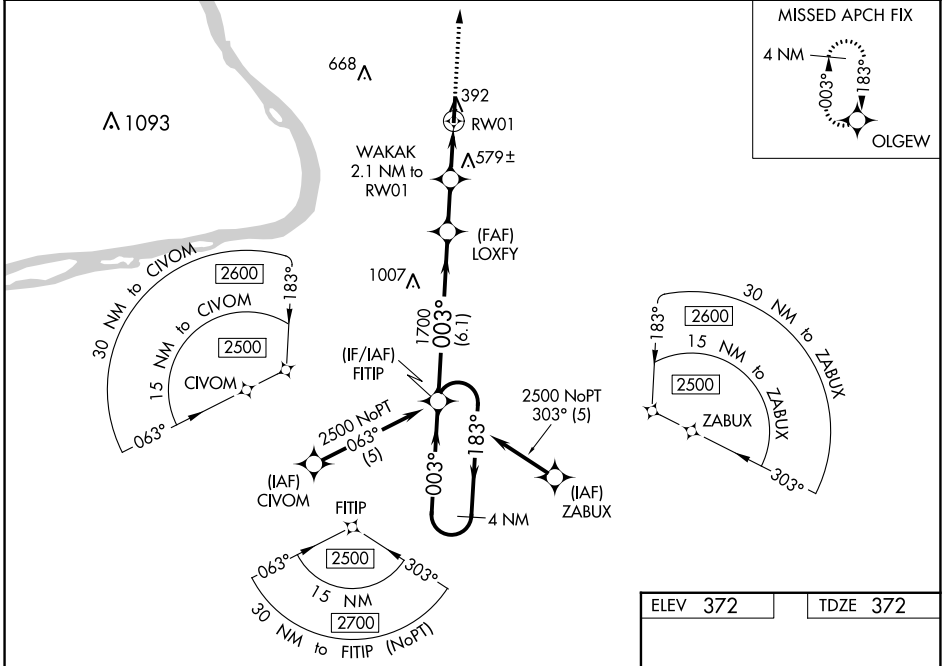 MISSED APCH FIX
4 NM
003°
183°
OLGEW
668
1093
392
RW01
WAKAK
2.1 NM to
RW01
579±
(FAF)
LOXFY
1007
1700
003°
(6.1)
(IF/IAF)
FITIP
30 NM to CIVOM
2600
183°
15 NM to CIVOM
2500
CIVOM
063°
30 NM to ZABUX
2600
183°
15 NM to ZABUX
2500
ZABUX
303°
2500 NoPT
063°
(5)
(IAF)
CIVOM
2500 NoPT
303° (5)
(IAF)
ZABUX
003°
183°
4 NM
FITIP
063°
303°
2500
15 NM
2700
30 NM to FITIP (NoPT)
ELEV 372
TDZE 372